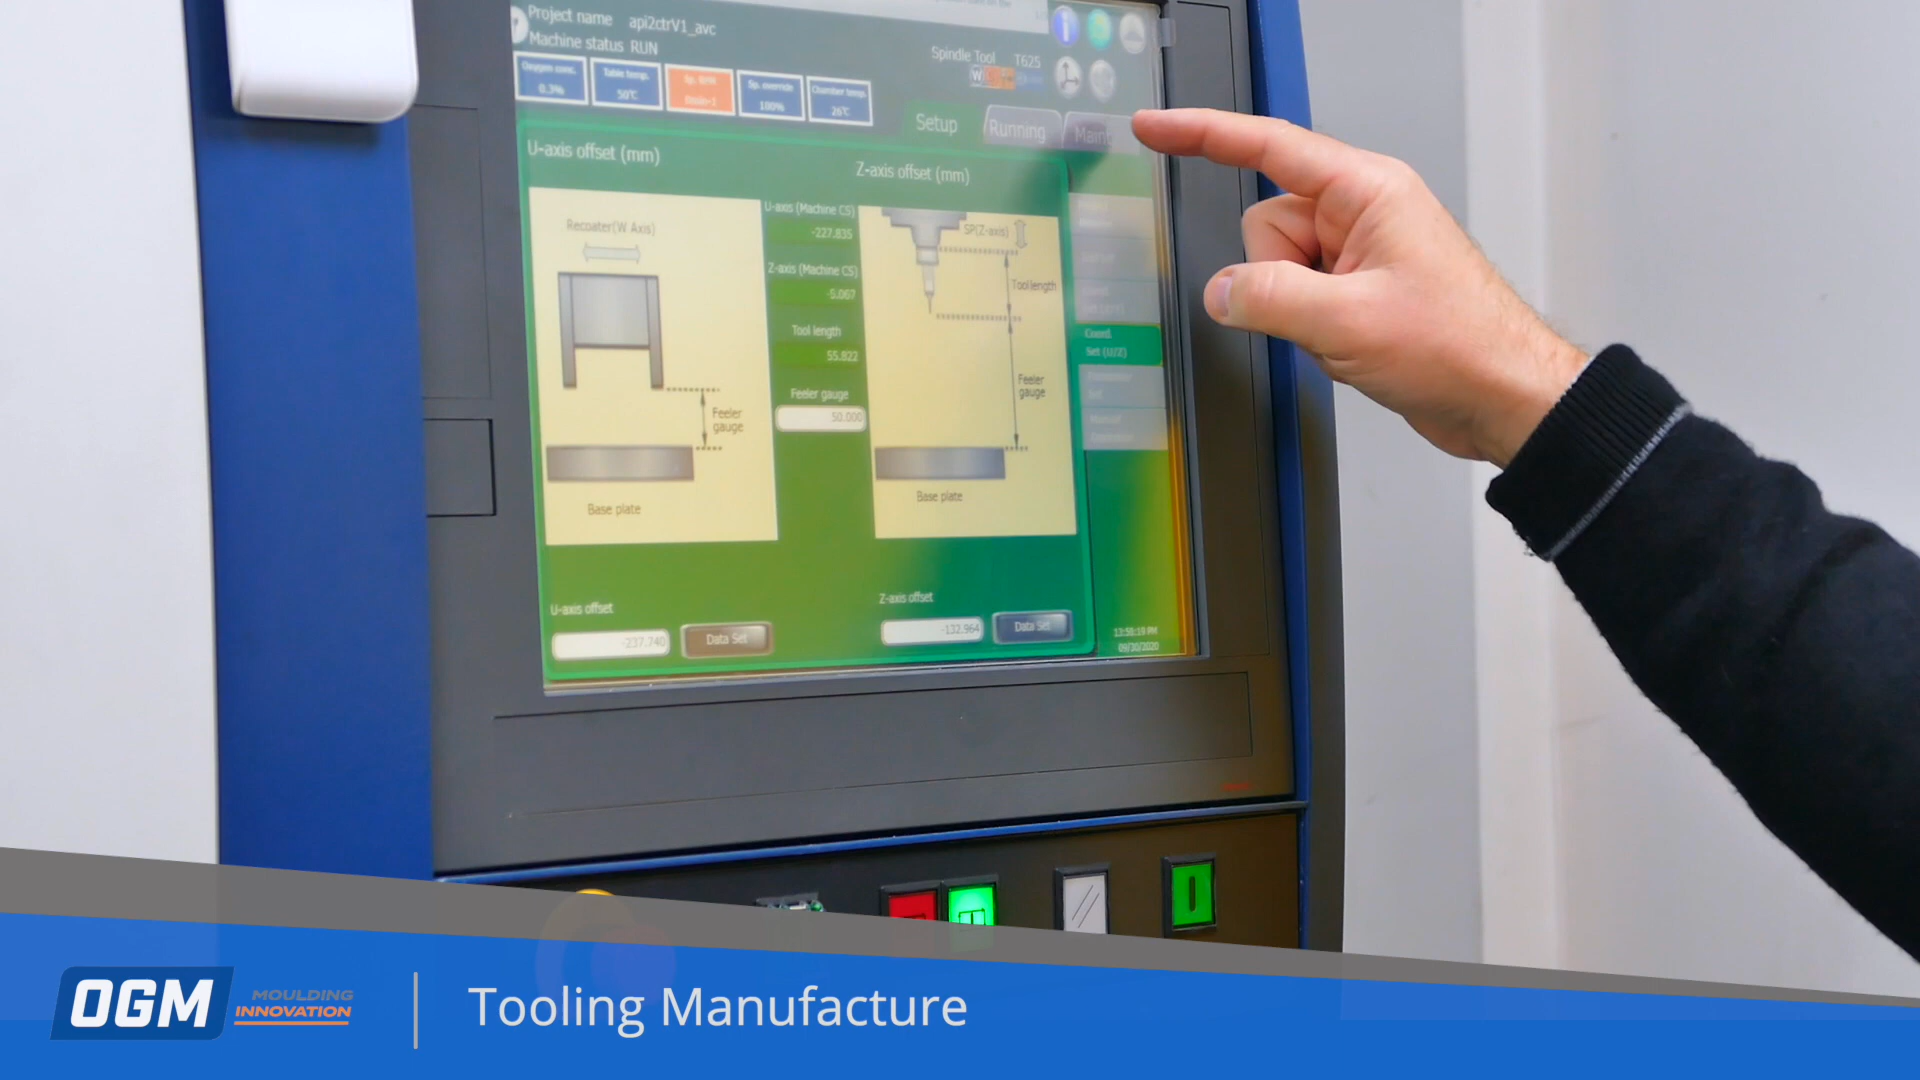 Project name api2ctrV1_avc
Machine status RUN
Spindle Tool T625
Oxygen conc.
0.3%
Table temp.
50℃
Sp. override
100%
Chamber temp.
26℃
Setup
Running
U-axis offset (mm)
Z-axis offset (mm)
Recoater(W Axis)
Feeler
gauge
Base plate
U-axis (Machine CS)
-227.835
Z-axis (Machine CS)
-5.067
Tool length
55.822
Feeler gauge
50.000
SP(Z-axis)
Tool length
Feeler
gauge
Base plate
Coord.
Set (U/Z)
U-axis offset
-237.740
Data Set
Z-axis offset
-132.964
Data Set
09/30/2020
OGM
MOULDING
INNOVATION
Tooling Manufacture